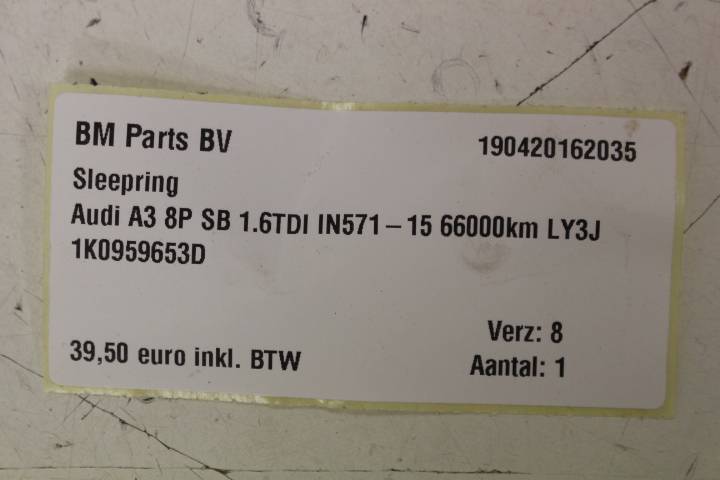 BM Parts BV 190420162035
Sleepring
Audi A3 8P SB 1.6TDI IN571-15 66000km LY3J
1K0959653D
Verz: 8
39,50 euro inkl. BTW Aantal: 1